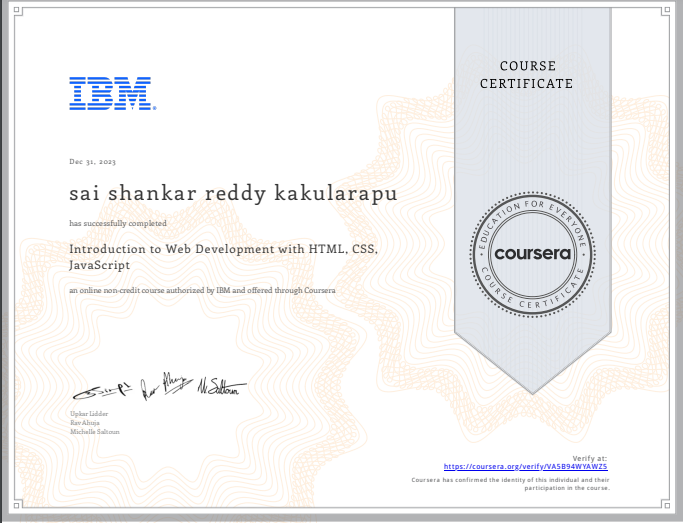 COURSE
CERTIFICATE
IBM
Dec 31, 2023
sai shankar reddy kakularapu
has successfully completed
Introduction to Web Development with HTML, CSS,
JavaScript
an online non-credit course authorized by IBM and offered through Coursera
EDUCATION FOR EVERYONE
coursera
COURSE CERTIFICATE
Upkar Lidder
Rav Ahuja
Michelle Saltoun
Verify at:
https://coursera.org/verify/VA5B94WYAWZ5
Coursera has confirmed the identity of this individual and their
participation in the course.